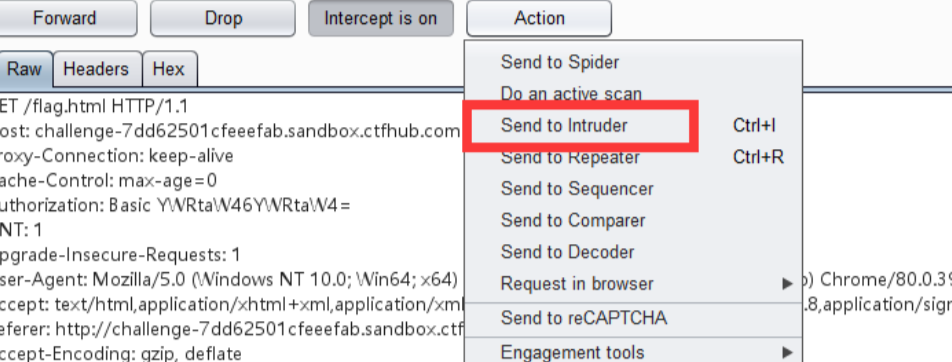 Forward Drop Intercept is on Action
Raw Headers Hex
ET /flag.html HTTP/1.1
ost: challenge-7dd62501cfeeefab.sandbox.ctfhub.com
roxy-Connection: keep-alive
ache-Control: max-age=0
uthorization: Basic YWRtaW46YWRtaW4=
NT: 1
pgrade-Insecure-Requests: 1
ser-Agent: Mozilla/5.0 (Windows NT 10.0; Win64; x64) ) Chrome/80.0.39
ccept: text/html,application/xhtml+xml,application/xml .8,application/sign
eferer: http://challenge-7dd62501cfeeefab.sandbox.ctf
ccept-Encoding: gzip, deflate
Send to Spider
Do an active scan
Send to Intruder Ctrl+I
Send to Repeater Ctrl+R
Send to Sequencer
Send to Comparer
Send to Decoder
Request in browser
Send to reCAPTCHA
Engagement tools